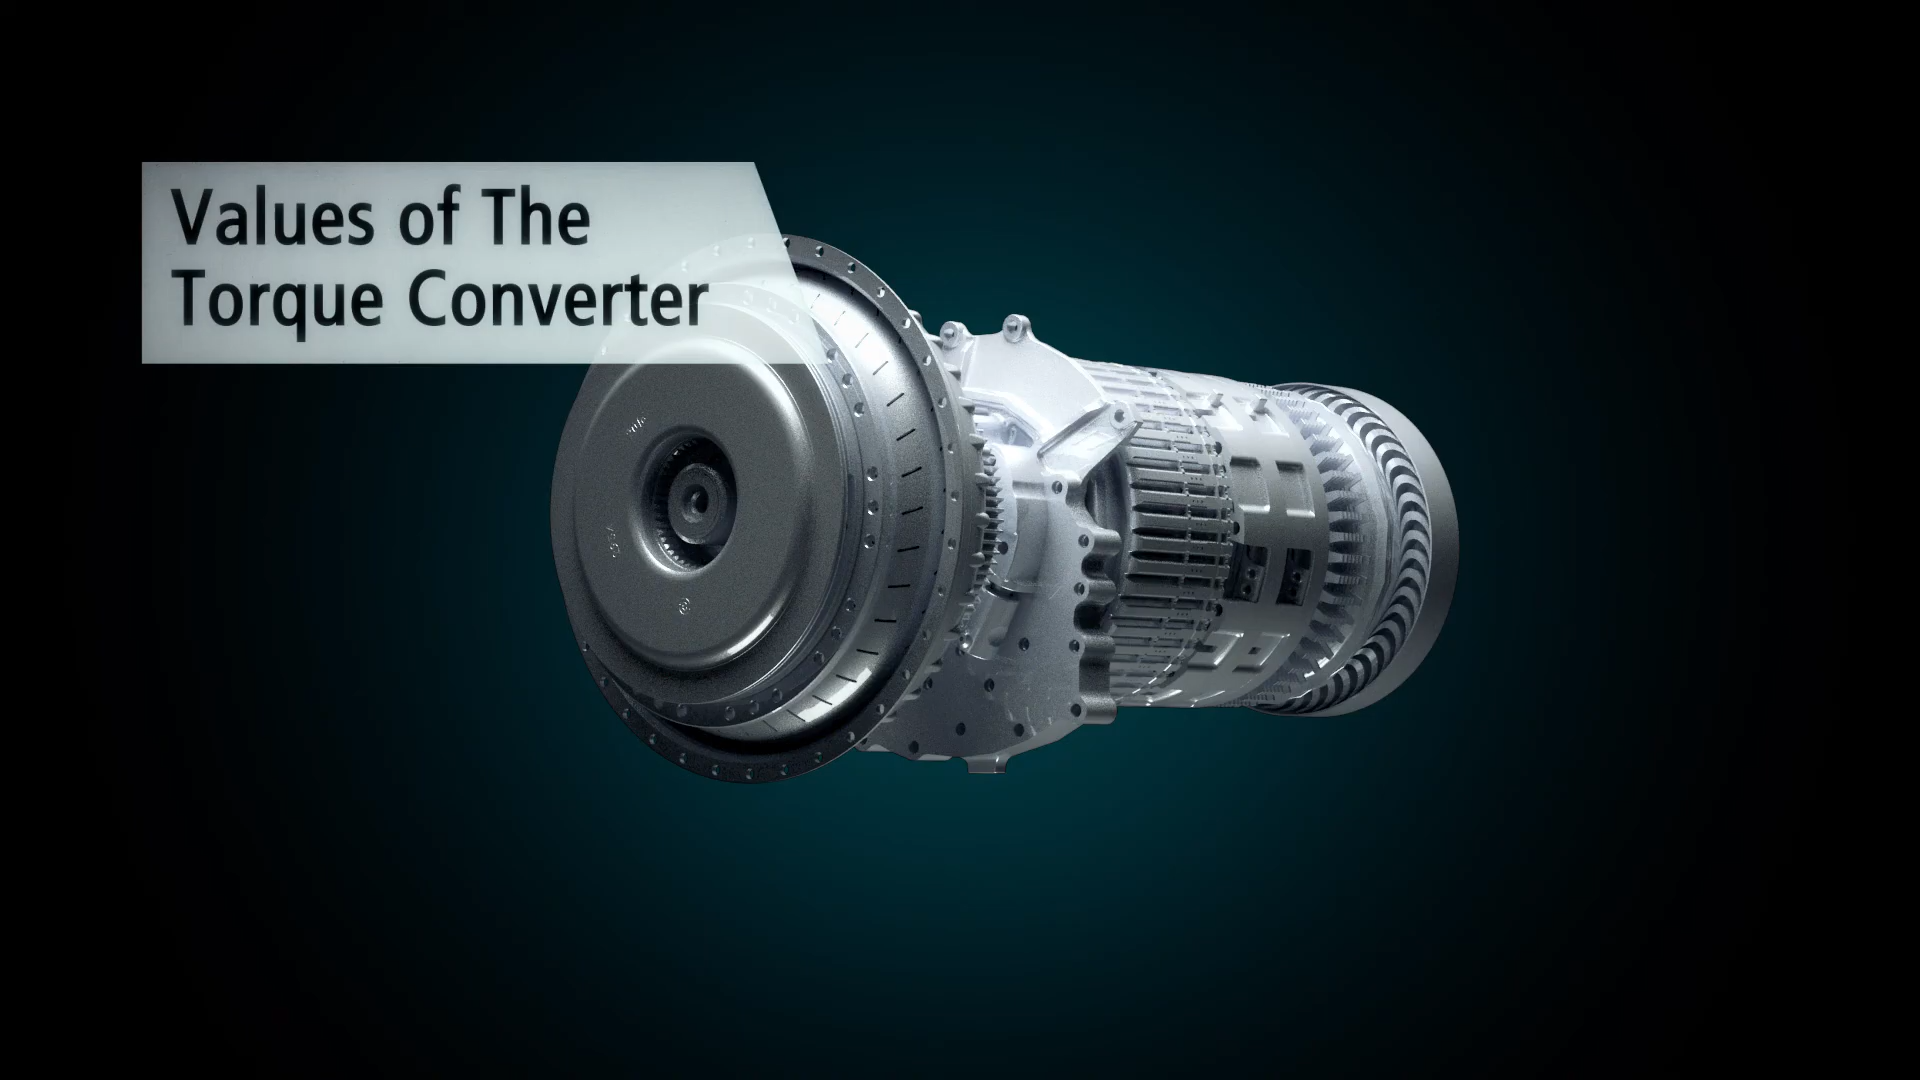 Values of The
Torque Converter